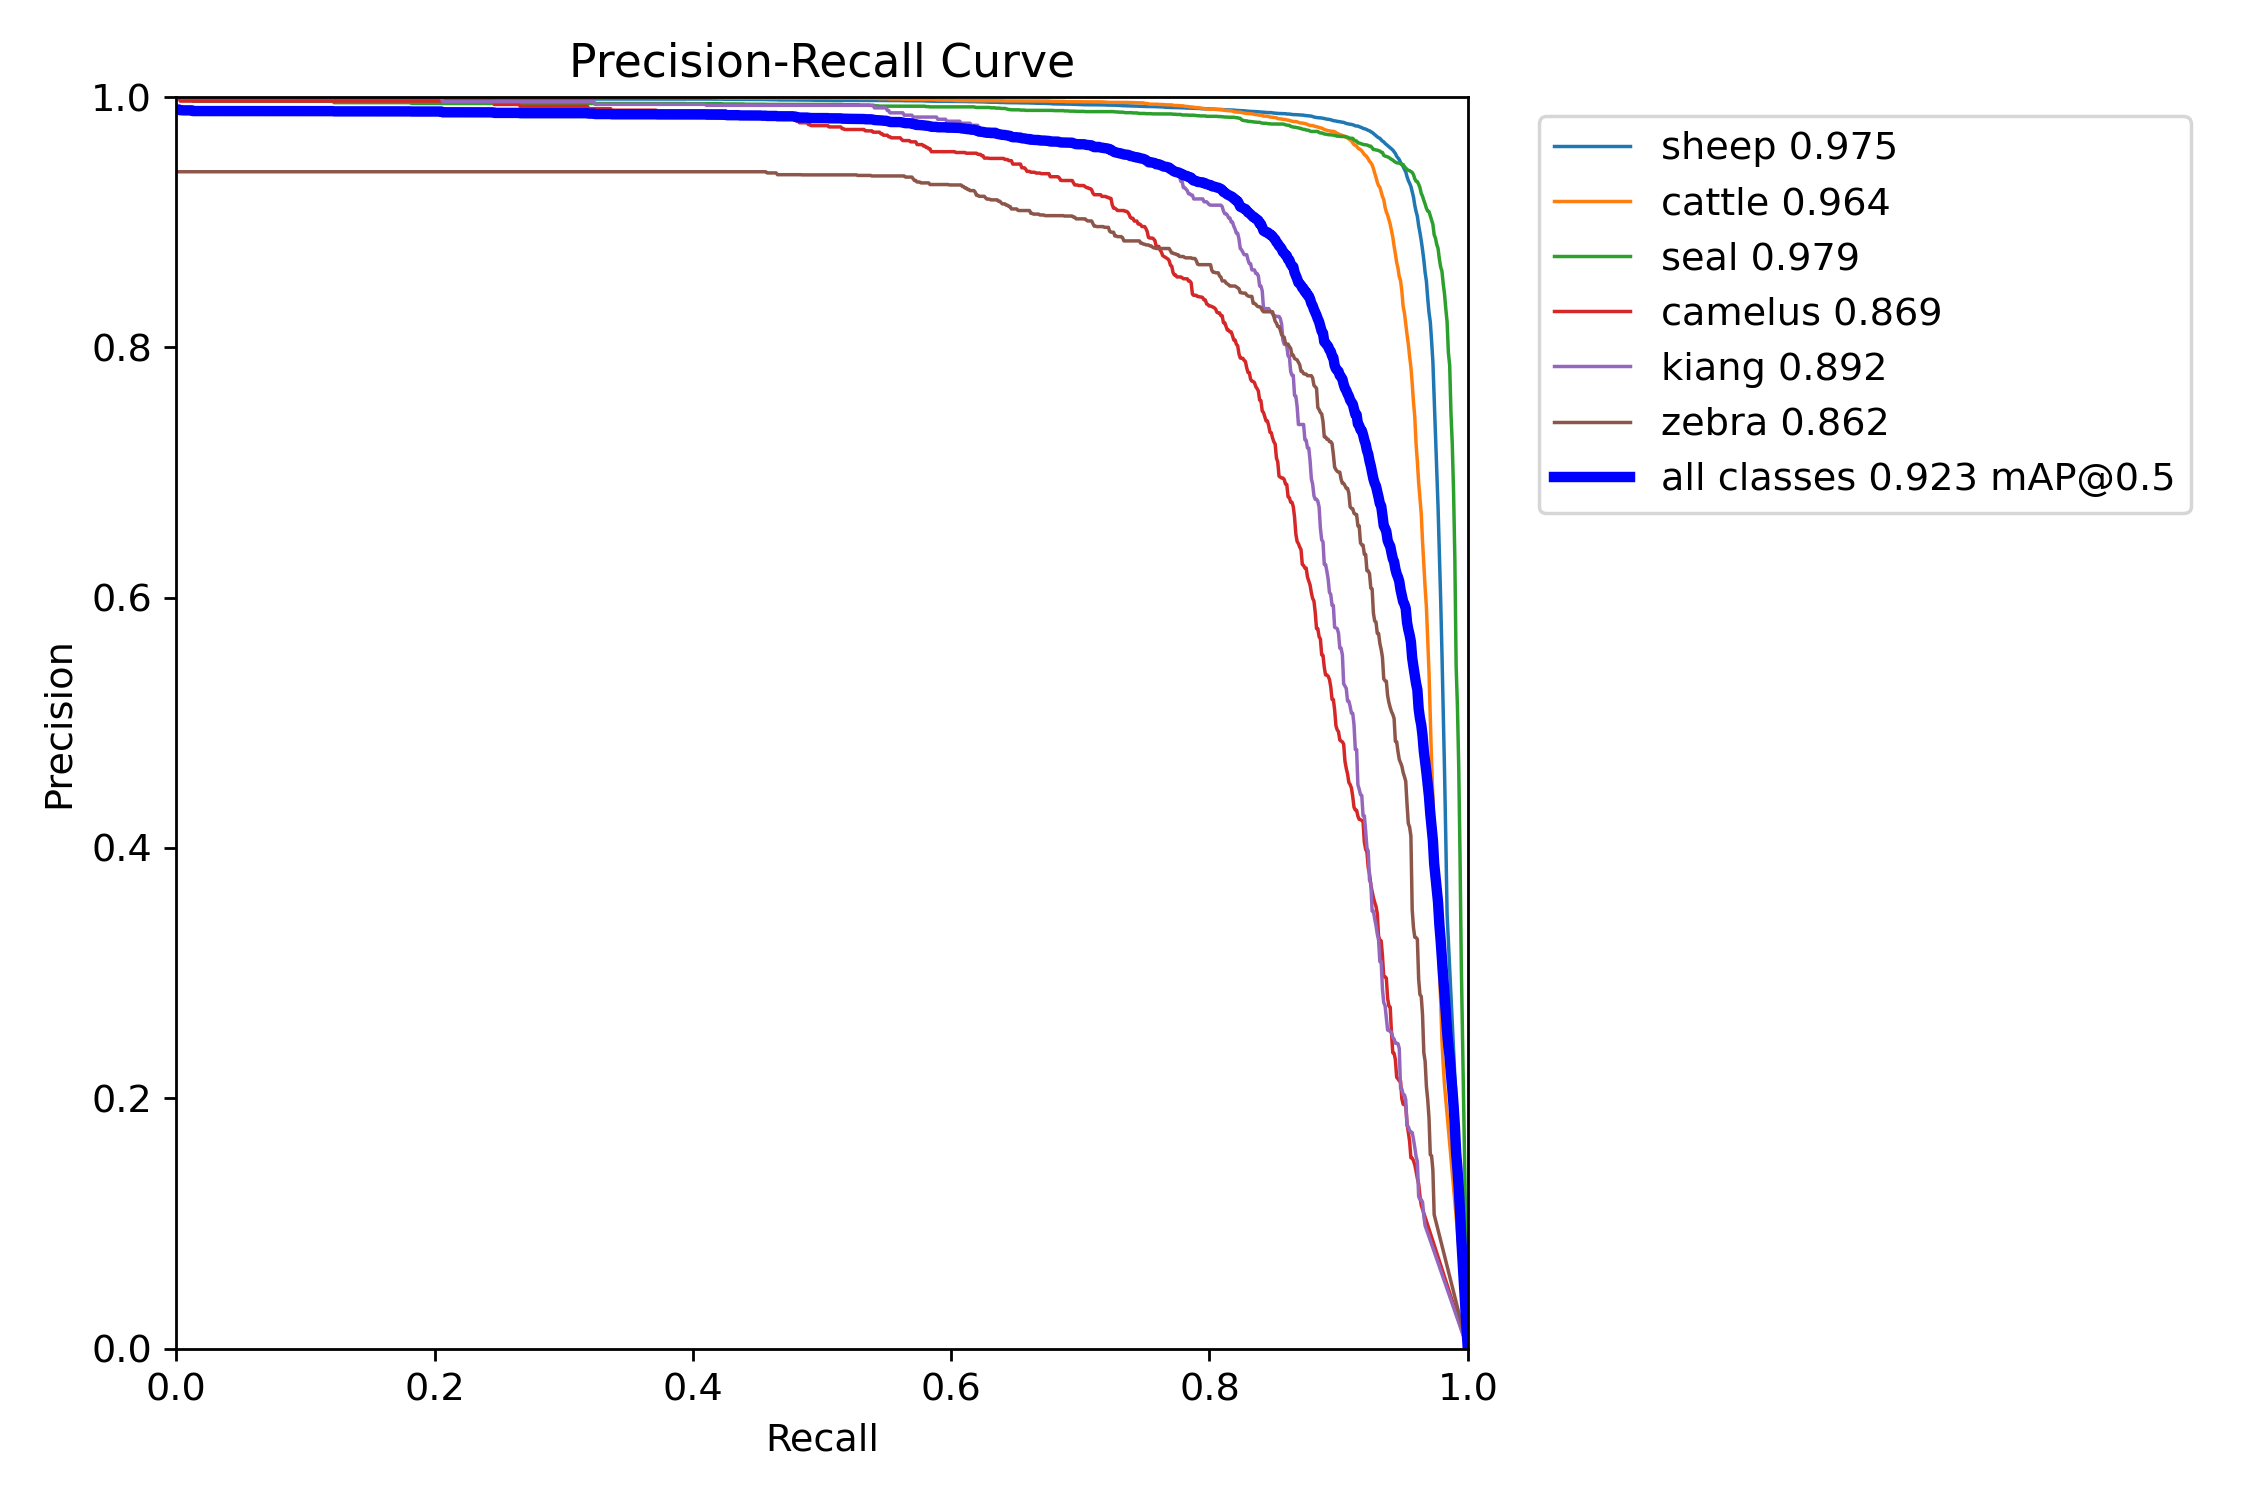 Precision-Recall Curve
1.0
0.8
0.6
0.4
0.2
0.0
Precision
0.0 0.2 0.4 0.6 0.8 1.0
Recall
sheep 0.975
cattle 0.964
seal 0.979
camelus 0.869
kiang 0.892
zebra 0.862
all classes 0.923 mAP@0.5